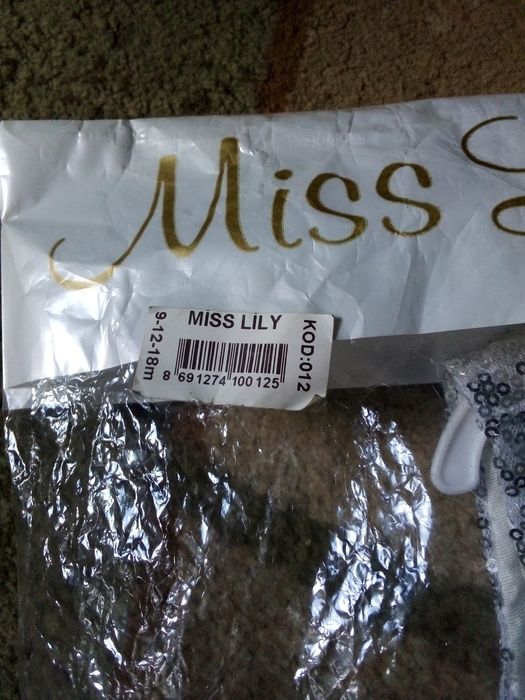 Miss
MİSS LİLY
9-12-18m
KOD:012
8 691274 100125